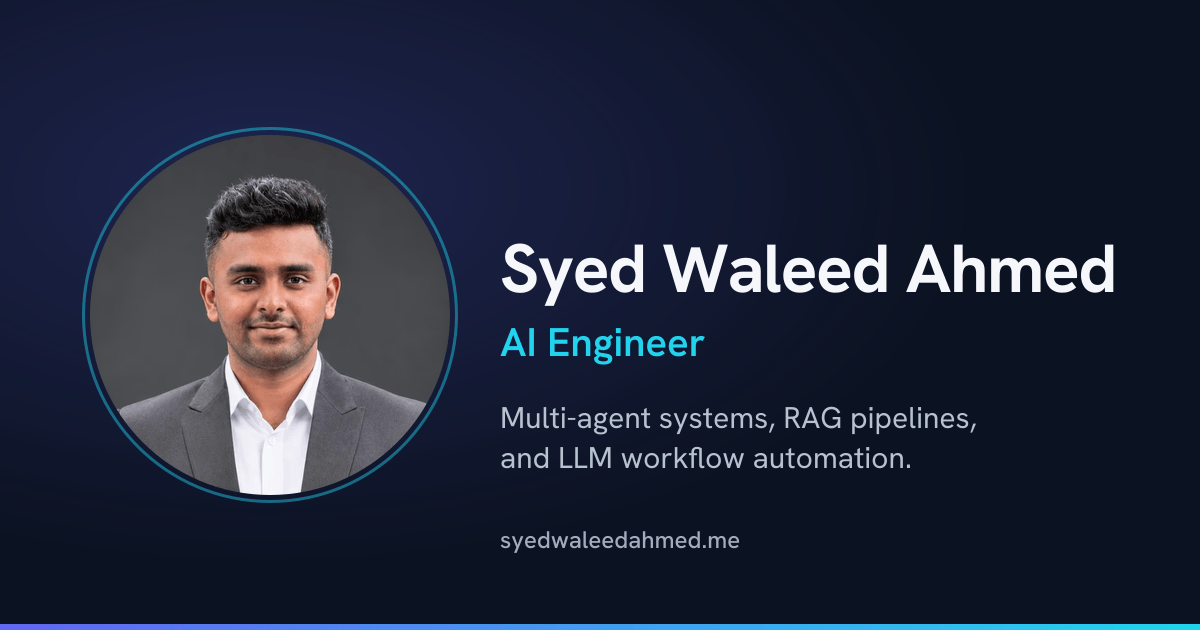 Syed Waleed Ahmed
AI Engineer
Multi-agent systems, RAG pipelines,
and LLM workflow automation.
syedwaleedahmed.me